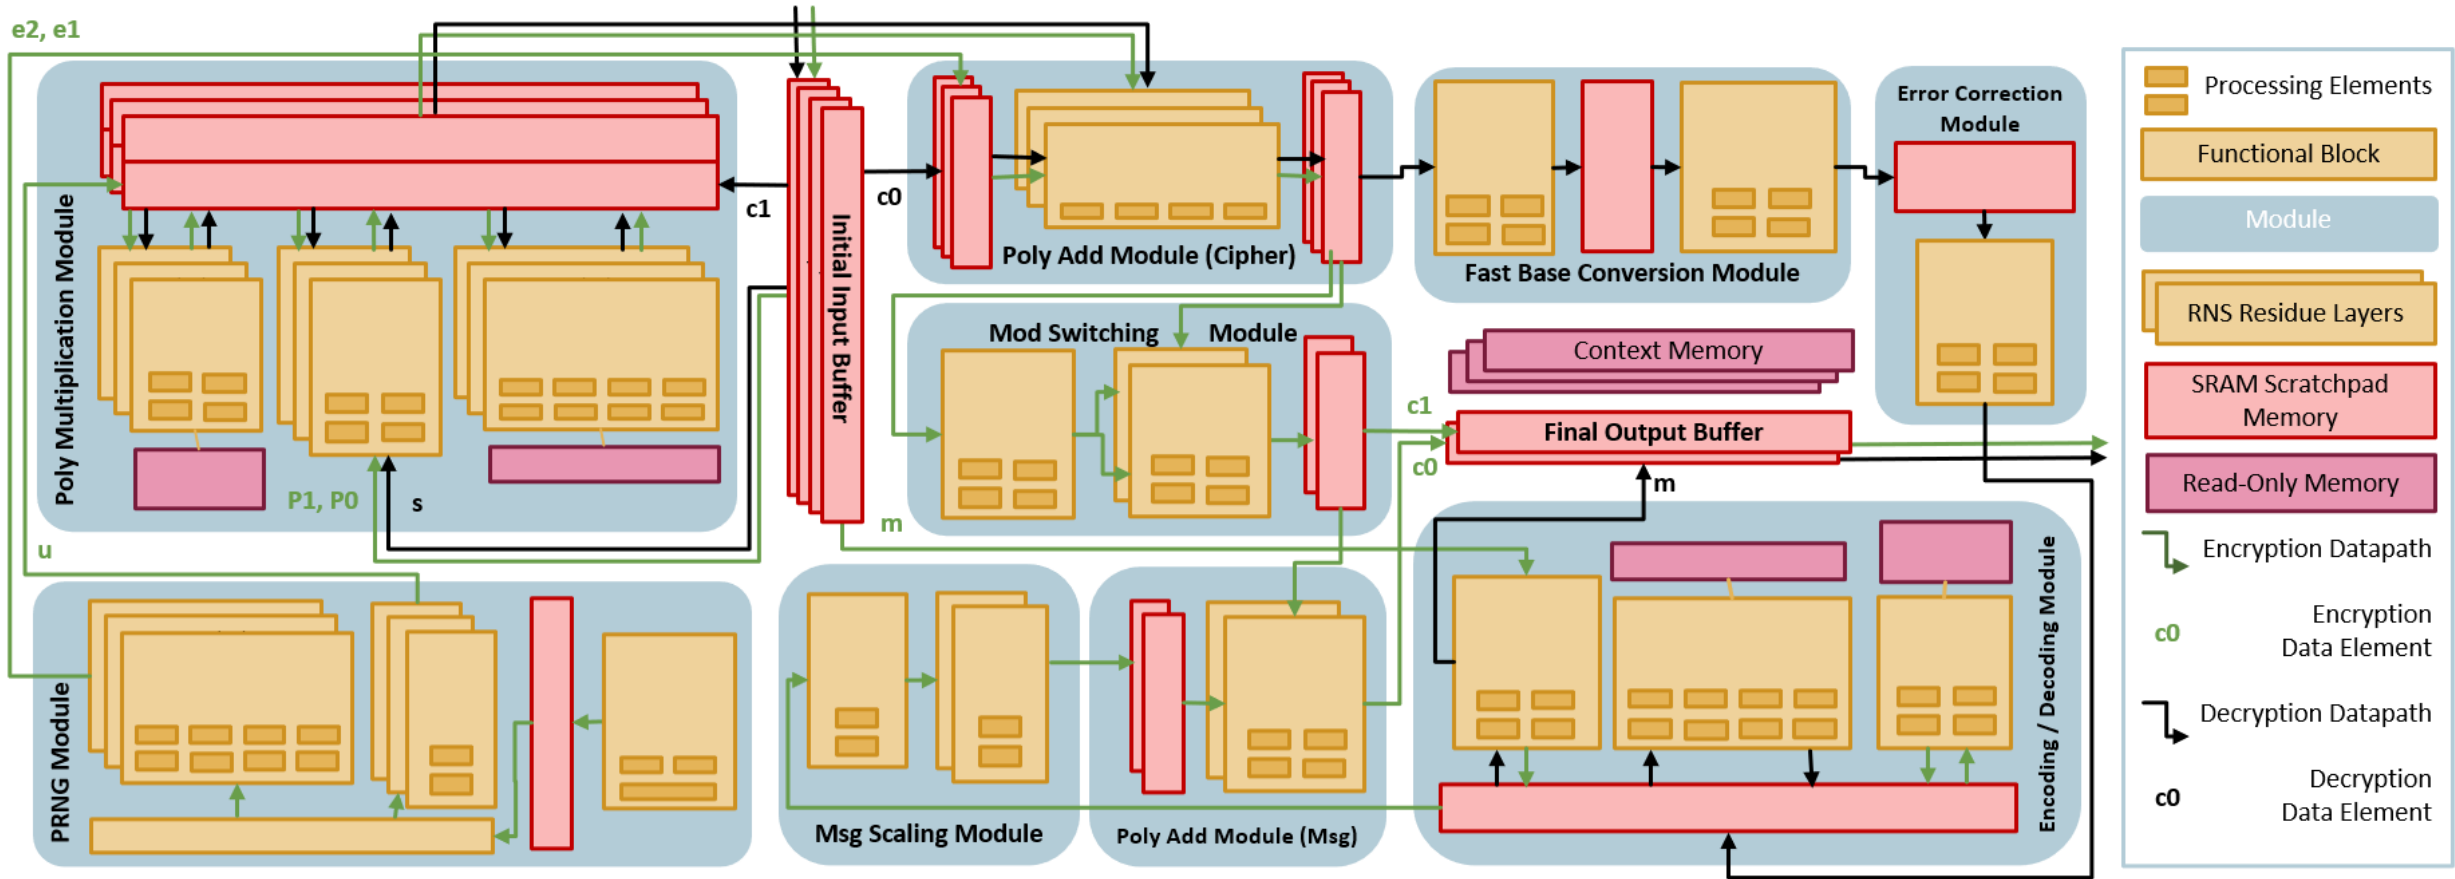 e2, e1
Poly Multiplication Module
P1, P0
s
u
c1
Initial Input Buffer
c0
Poly Add Module (Cipher)
Fast Base Conversion Module
Error Correction
Module
Mod Switching Module
m
Context Memory
c1
Final Output Buffer
c0
m
PRNG Module
Msg Scaling Module
Poly Add Module (Msg)
Encoding / Decoding Module
Processing Elements
Functional Block
Module
RNS Residue Layers
SRAM Scratchpad
Memory
Read-Only Memory
Encryption Datapath
c0
Encryption
Data Element
Decryption Datapath
c0
Decryption
Data Element